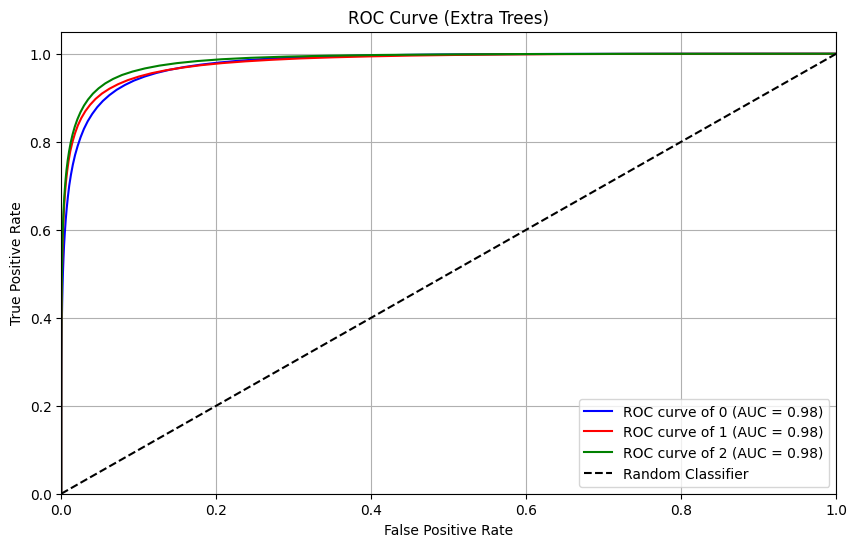 ROC Curve (Extra Trees)
True Positive Rate
1.0
0.8
0.6
0.4
0.2
0.0
ROC curve of 0 (AUC = 0.98)
ROC curve of 1 (AUC = 0.98)
ROC curve of 2 (AUC = 0.98)
Random Classifier
0.0 0.2 0.4 0.6 0.8 1.0
False Positive Rate